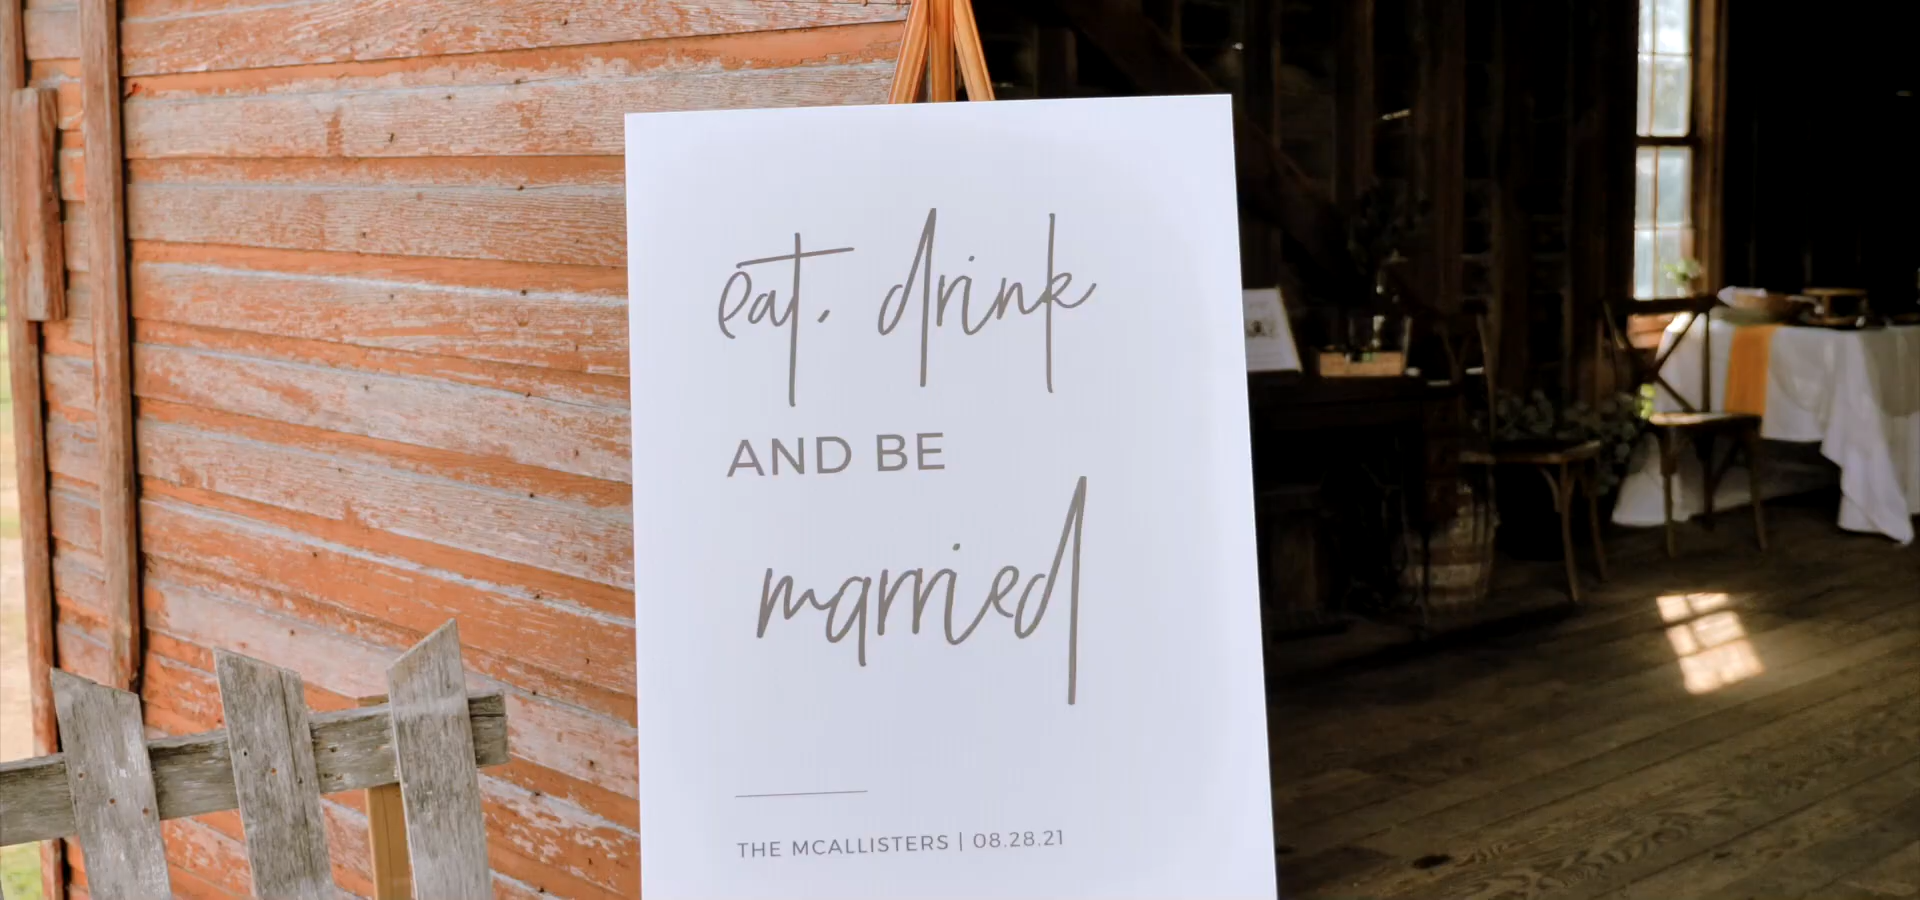 eat, drink
AND BE
married
THE MCALLISTERS | 08.28.21